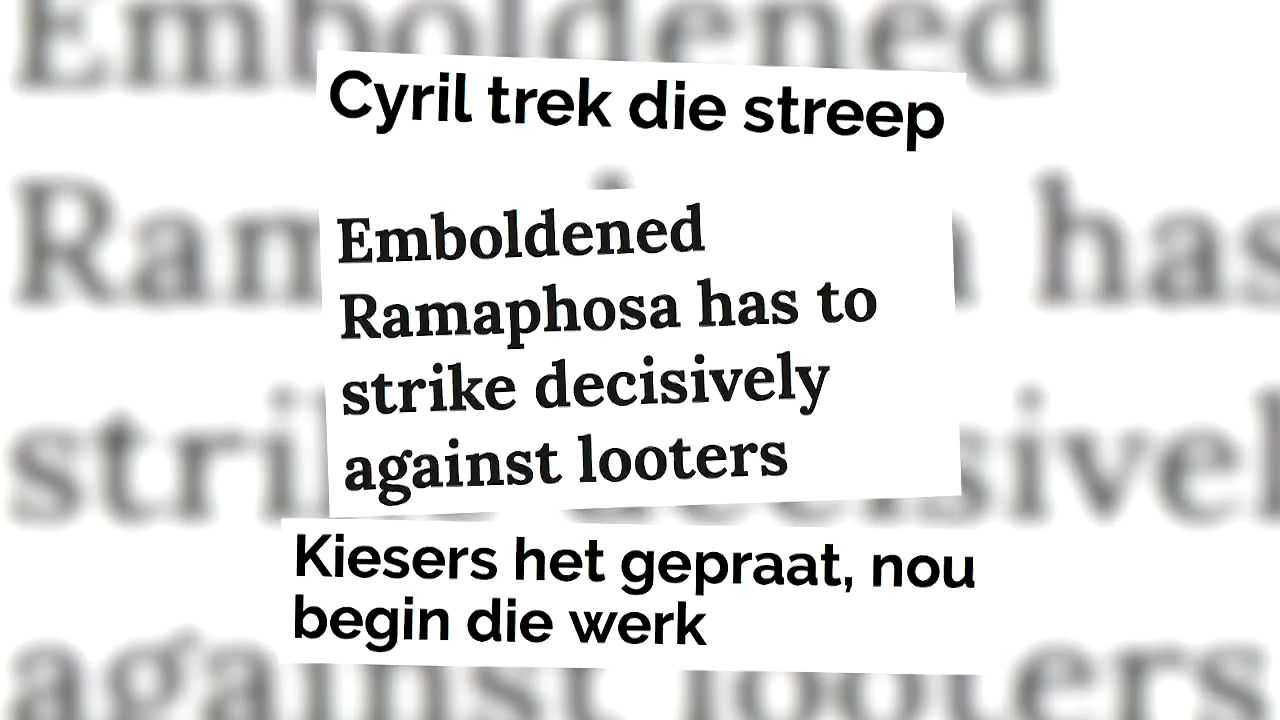 Cyril trek die streep
Emboldened
Ramaphosa has to
strike decisively
against looters
Kiesers het gepraat, nou
begin die werk